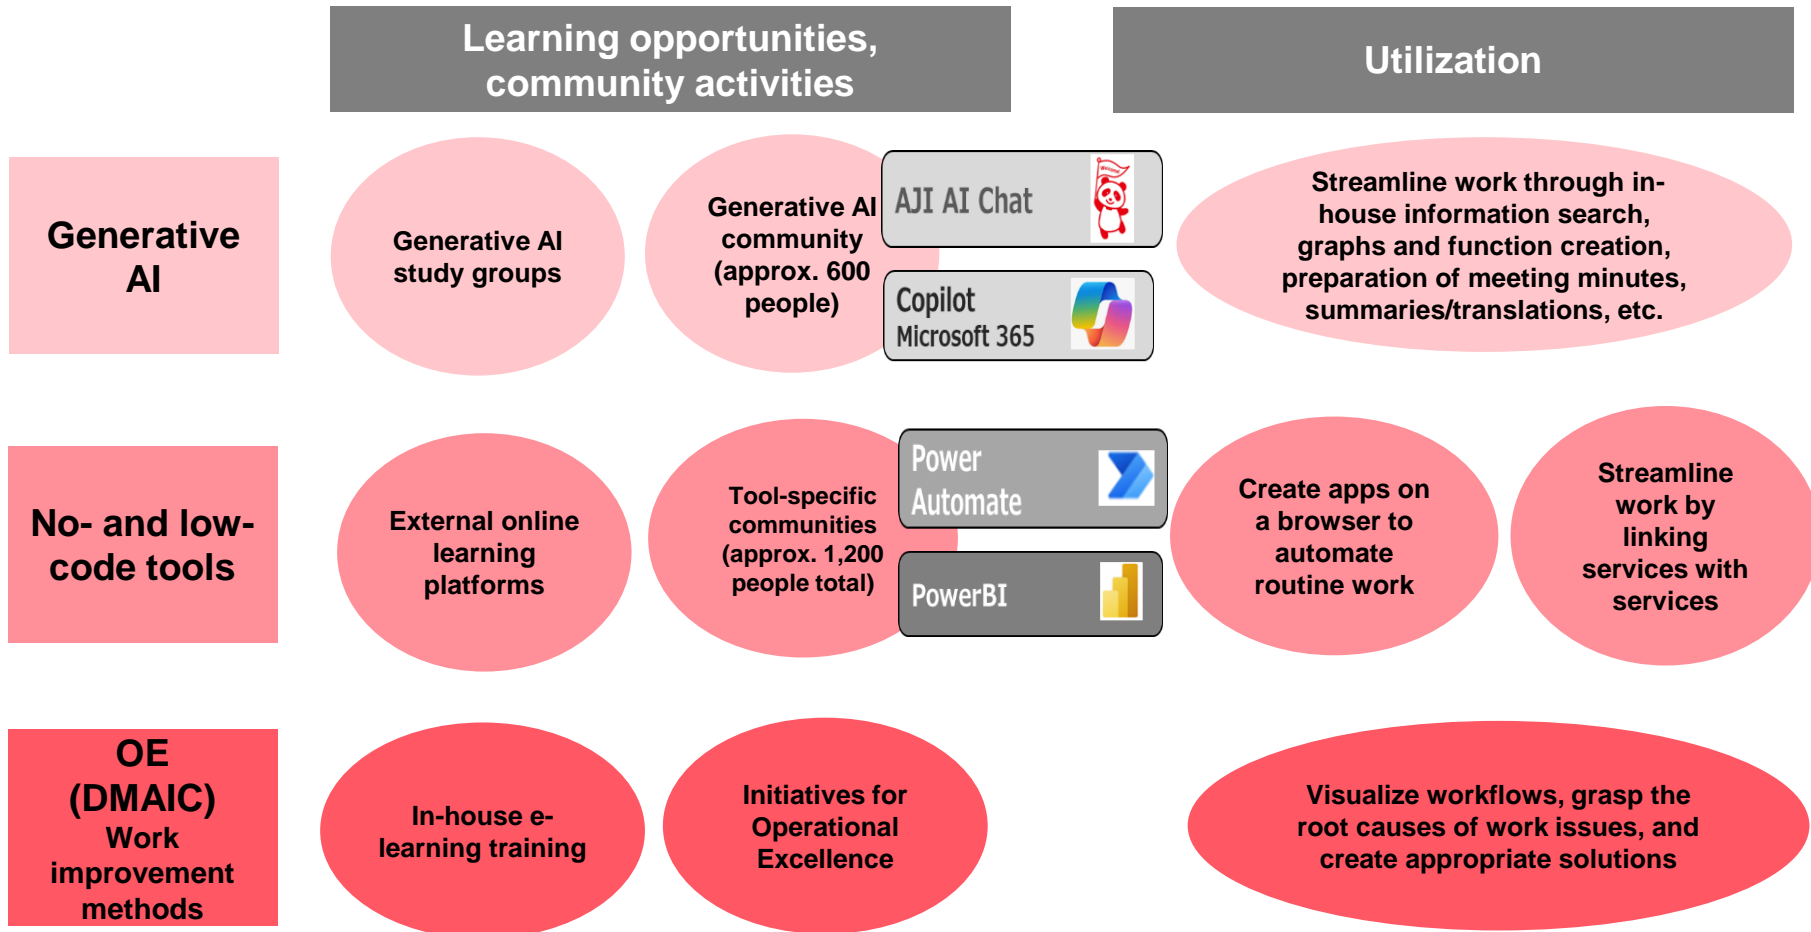 Learning opportunities,
community activities
Utilization
Generative
AI
Generative AI
study groups
Generative AI
community
(approx. 600
people)
AJI AI Chat
Welcome
Copilot
Microsoft 365
Streamline work through in-
house information search,
graphs and function creation,
preparation of meeting minutes,
summaries/translations, etc.
No- and low-
code tools
External online
learning
platforms
Tool-specific
communities
(approx. 1,200
people total)
Power
Automate
PowerBI
Create apps on
a browser to
automate
routine work
Streamline
work by
linking
services with
services
OE
(DMAIC)
Work
improvement
methods
In-house e-
learning training
Initiatives for
Operational
Excellence
Visualize workflows, grasp the
root causes of work issues, and
create appropriate solutions